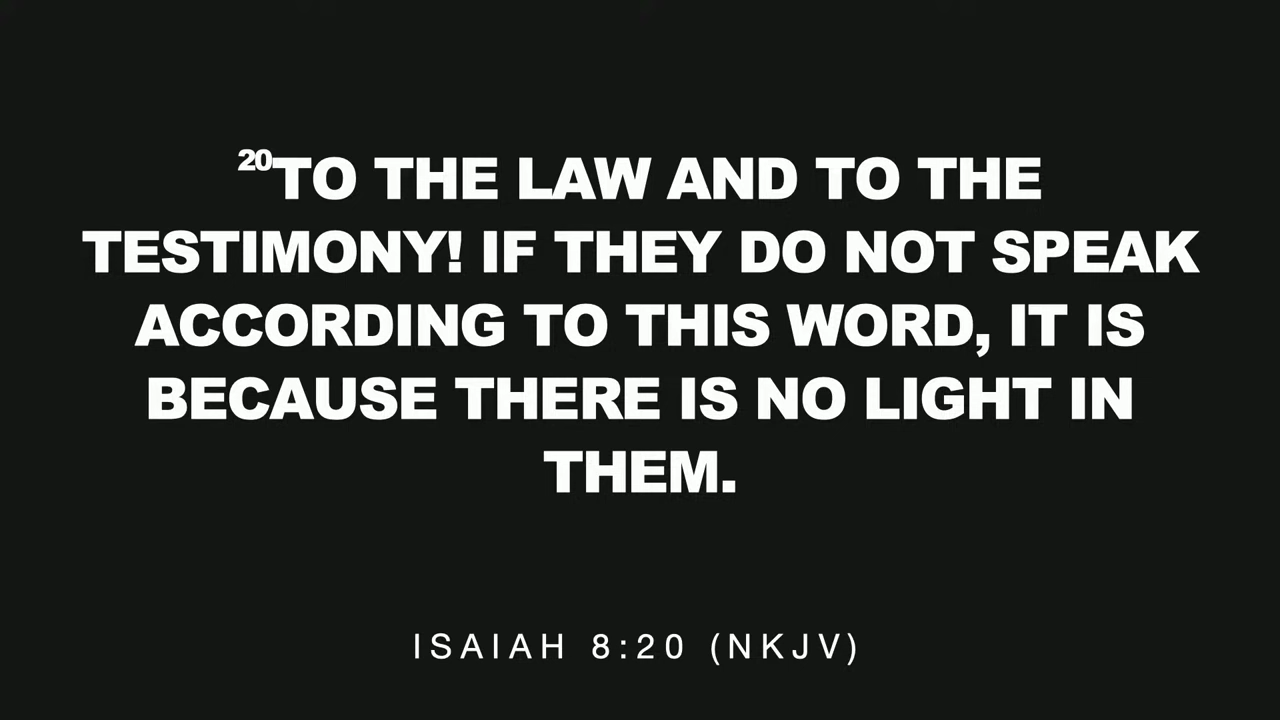 20TO THE LAW AND TO THE
TESTIMONY! IF THEY DO NOT SPEAK
ACCORDING TO THIS WORD, IT IS
BECAUSE THERE IS NO LIGHT IN
THEM.
ISAIAH 8:20 (NKJV)